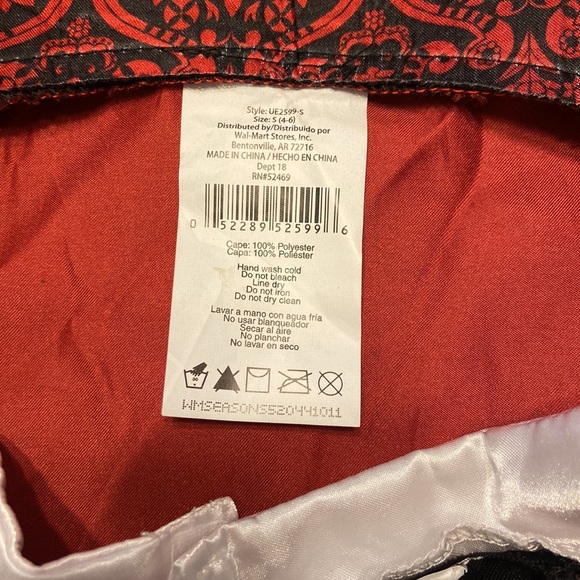 Style: UE2599-S
Size: S (4-6)
Distributed by/Distribuido por
Wal-Mart Stores, Inc.
Bentonville, AR 72716
MADE IN CHINA / HECHO EN CHINA
Dept 18
RN#52469
0 52289 52599 6
Cape: 100% Polyester
Capa: 100% Poliéster
Hand wash cold
Do not bleach
Line dry
Do not iron
Do not dry clean
Lavar a mano con agua fría
No usar blanqueador
Secar al aire
No planchar
No lavar en seco
WMSEASONS520441011